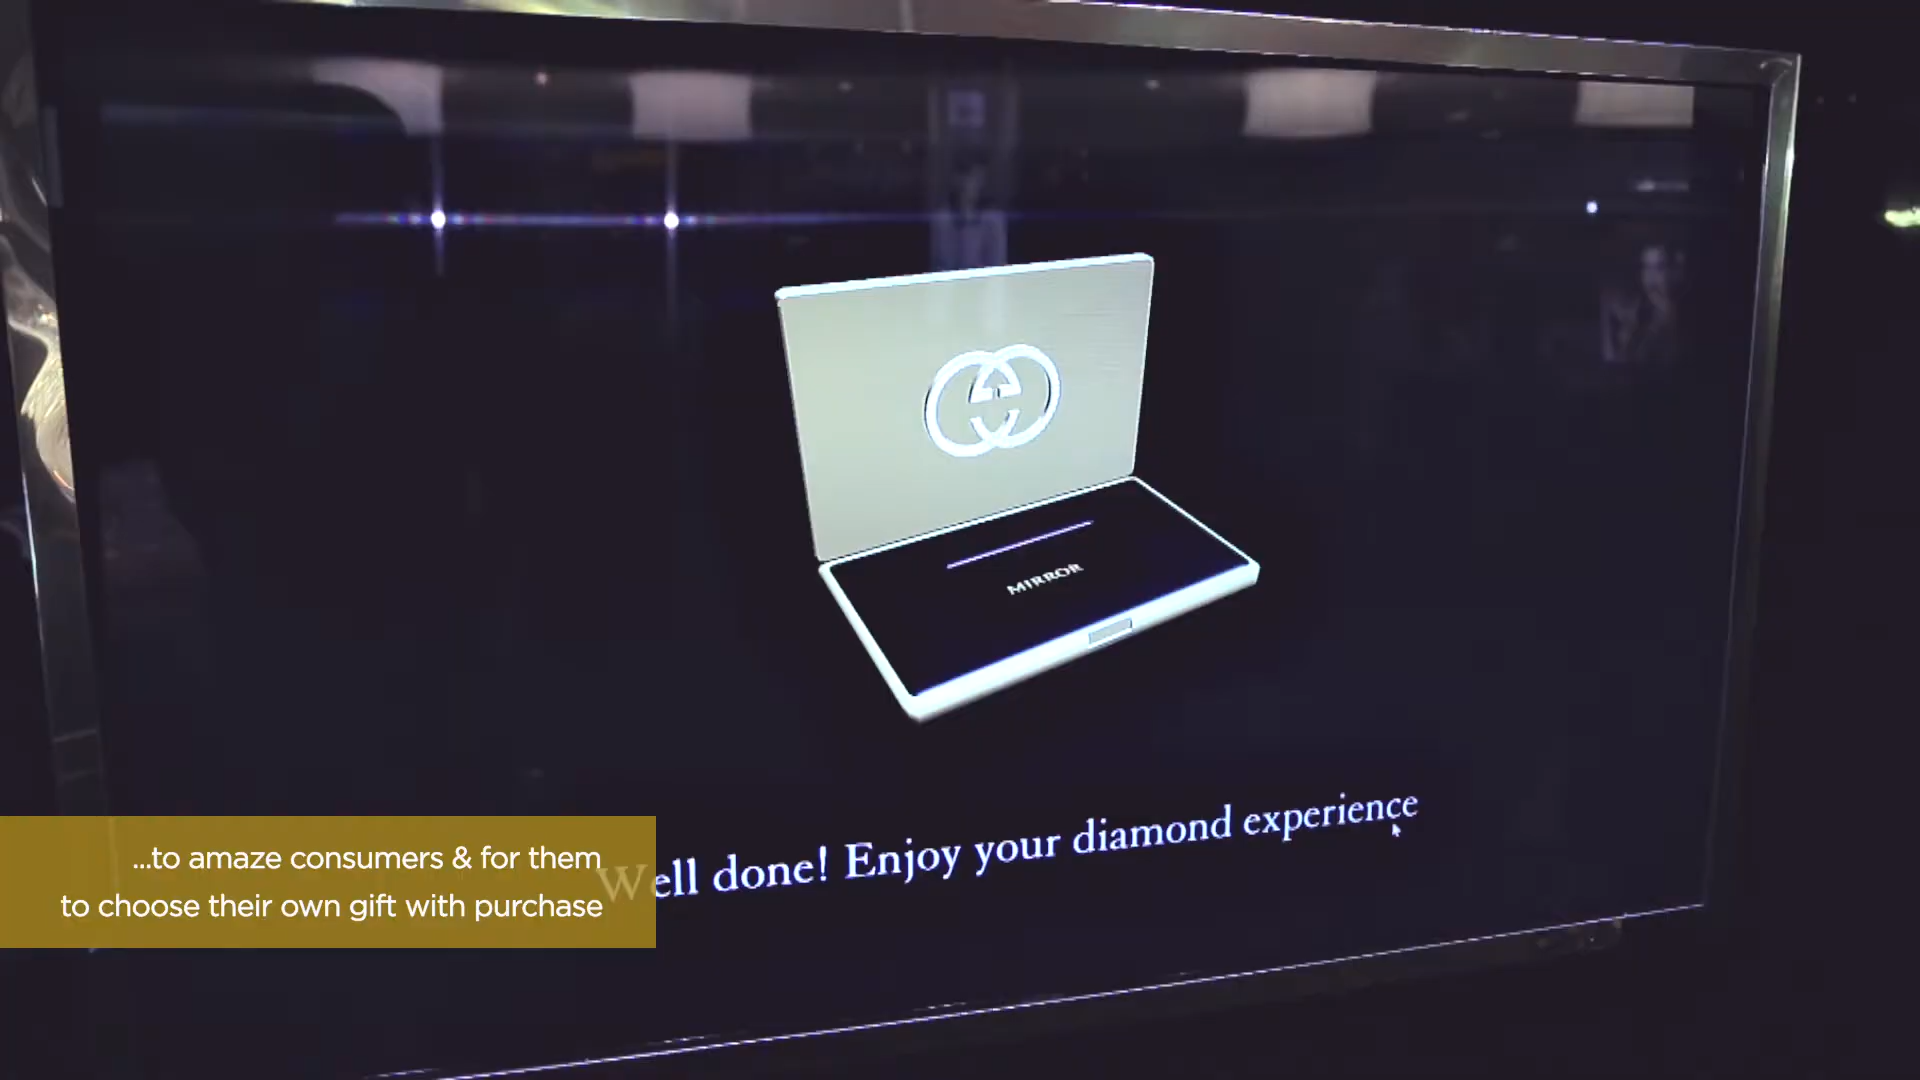 MIRROR
Well done! Enjoy your diamond experience
...to amaze consumers & for them
to choose their own gift with purchase